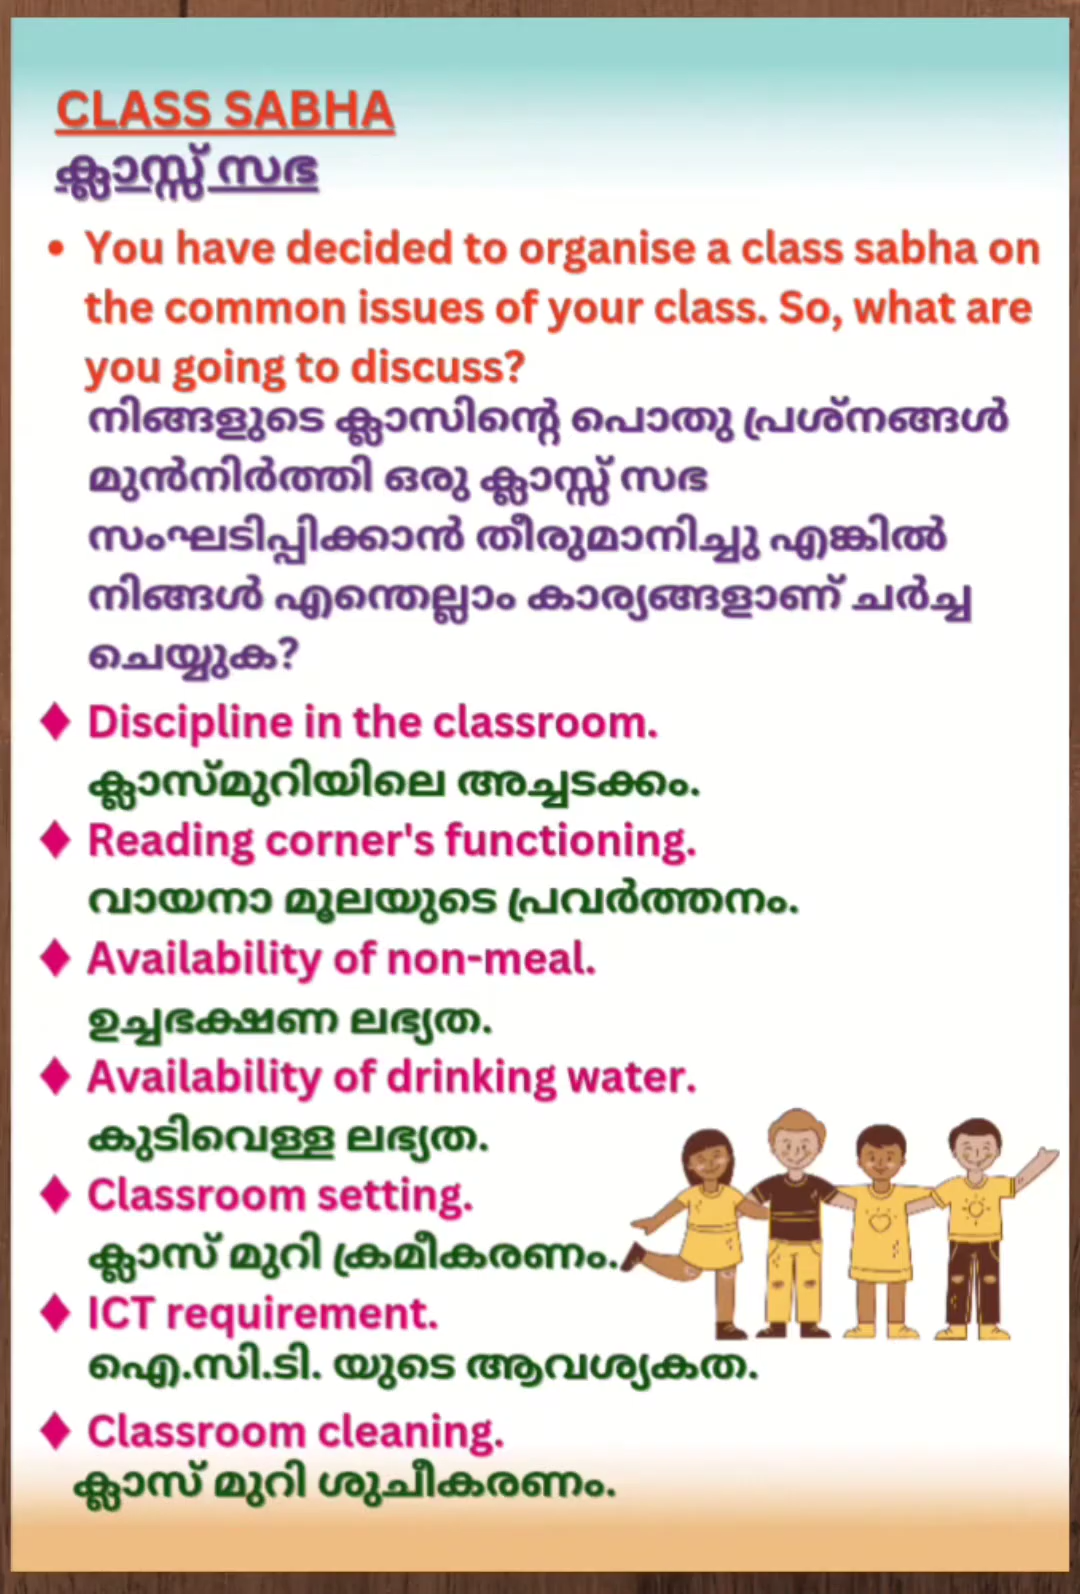 CLASS SABHA
ക്ലാസ്സ് സഭ
• You have decided to organise a class sabha on
the common issues of your class. So, what are
you going to discuss?
നിങ്ങളുടെ ക്ലാസിന്റെ പൊതു പ്രശ്നങ്ങൾ
മുൻനിർത്തി ഒരു ക്ലാസ്സ് സഭ
സംഘടിപ്പിക്കാൻ തീരുമാനിച്ചു എങ്കിൽ
നിങ്ങൾ എന്തെല്ലാം കാര്യങ്ങളാണ് ചർച്ച
ചെയ്യുക?
♦ Discipline in the classroom.
ക്ലാസ്മുറിയിലെ അച്ചടക്കം.
♦ Reading corner's functioning.
വായനാ മൂലയുടെ പ്രവർത്തനം.
♦ Availability of non-meal.
ഉച്ചഭക്ഷണ ലഭ്യത.
♦ Availability of drinking water.
കുടിവെള്ള ലഭ്യത.
♦ Classroom setting.
ക്ലാസ് മുറി ക്രമീകരണം.
♦ ICT requirement.
ഐ.സി.ടി. യുടെ ആവശ്യകത.
♦ Classroom cleaning.
ക്ലാസ് മുറി ശുചീകരണം.